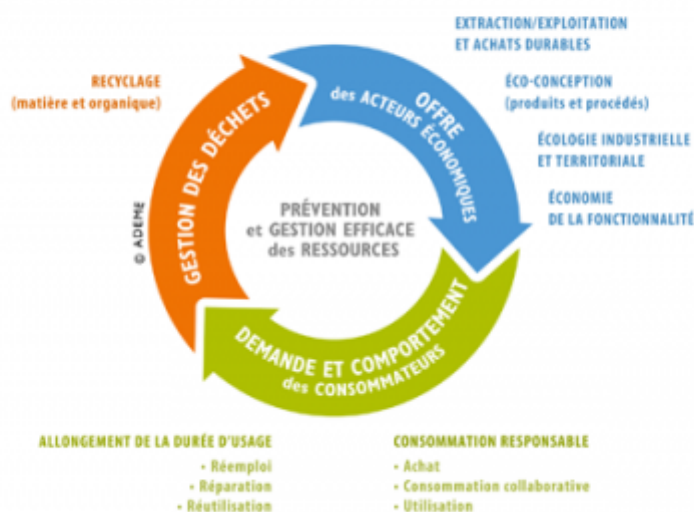 EXTRACTION/EXPLOITATION
ET ACHATS DURABLES
RECYCLAGE
(matière et organique)
ÉCO-CONCEPTION
(produits et procédés)
ÉCOLOGIE INDUSTRIELLE
ET TERRITORIALE
ÉCONOMIE
DE LA FONCTIONNALITÉ
OFFRE
des ACTEURS ÉCONOMIQUES
GESTION DES DÉCHETS
PRÉVENTION
et GESTION EFFICACE
des RESSOURCES
© ADEME
DEMANDE ET COMPORTEMENT
des CONSOMMATEURS
ALLONGEMENT DE LA DURÉE D'USAGE
• Réemploi
• Réparation
• Réutilisation
CONSOMMATION RESPONSABLE
• Achat
• Consommation collaborative
• Utilisation